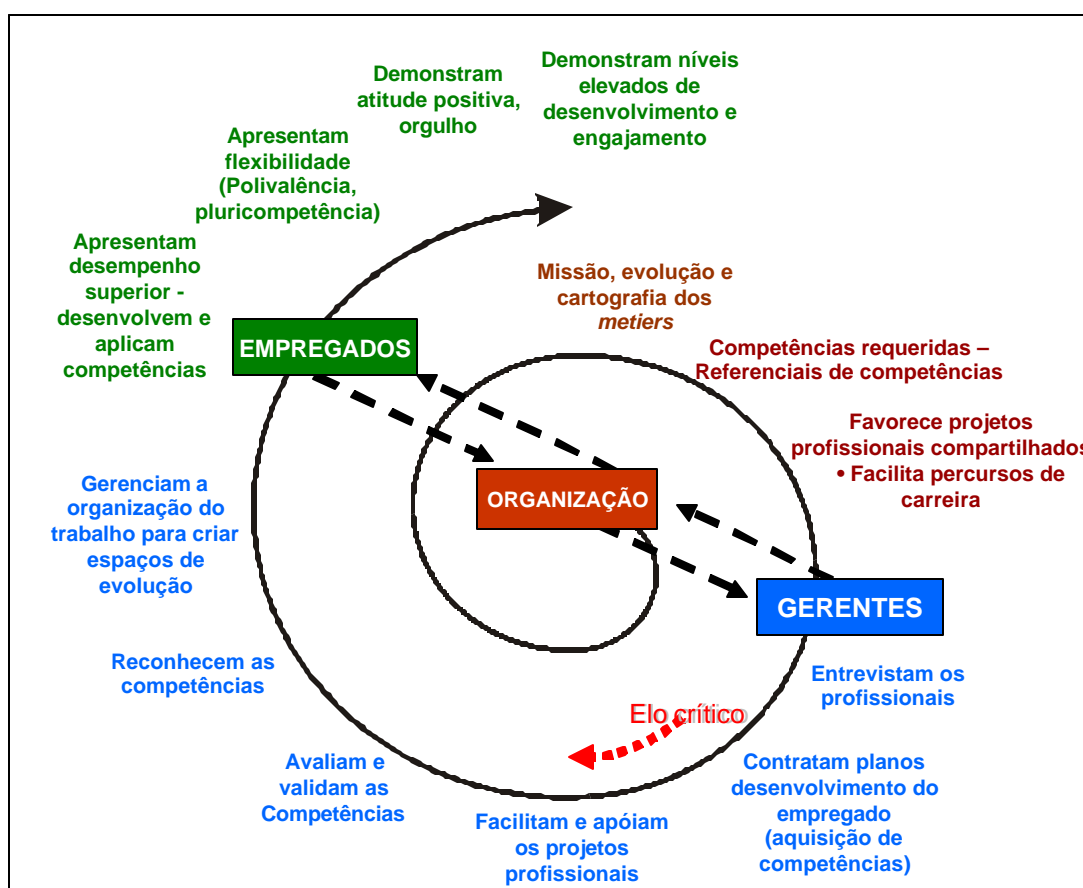 Demonstram
atitude positiva,
orgulho
Demonstram níveis
elevados de
desenvolvimento e
engajamento
Apresentam
flexibilidade
(Polivalência,
pluricompetência)
Apresentam
desempenho
superior -
desenvolvem e
aplicam
competências
EMPREGADOS
Missão, evolução e
cartografia dos
metiers
Competências requeridas –
Referenciais de competências
Favorece projetos
profissionais compartilhados
• Facilita percursos de
carreira
ORGANIZAÇÃO
GERENTES
Gerenciam a
organização do
trabalho para criar
espaços de
evolução
Reconhecem as
competências
Avaliam e
validam as
Competências
Elo crítico
Facilitam e apóiam
os projetos
profissionais
Entrevistam os
profissionais
Contratam planos
desenvolvimento do
empregado
(aquisição de
competências)